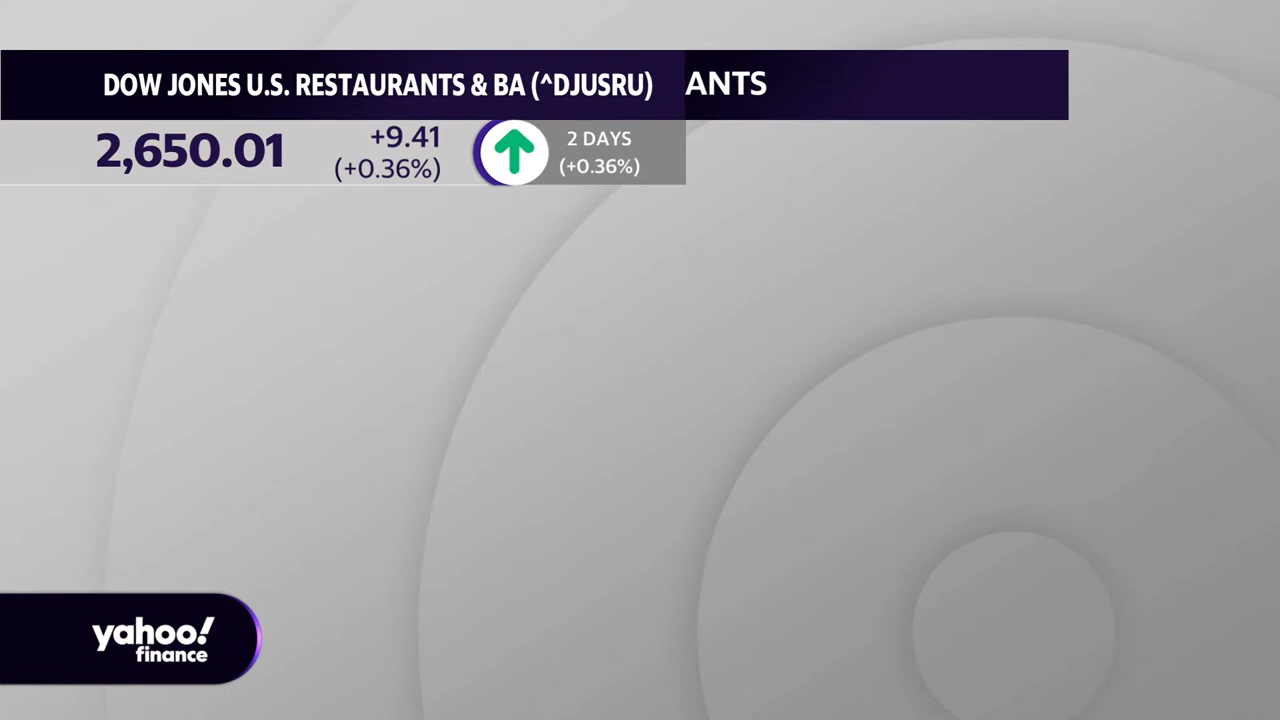 DOW JONES U.S. RESTAURANTS & BA (^DJUSRU)
ANTS
2,650.01
+9.41
(+0.36%)
2 DAYS
(+0.36%)
yahoo!
finance